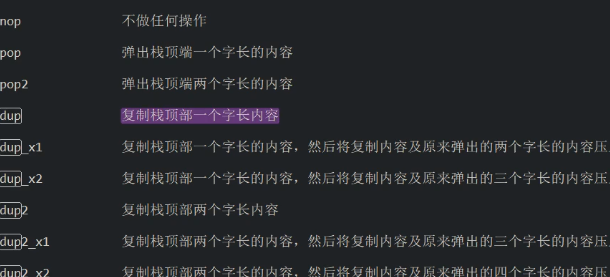 nop 不做任何操作
pop 弹出栈顶端一个字长的内容
pop2 弹出栈顶端两个字长的内容
dup 复制栈顶部一个字长内容
dup_x1 复制栈顶部一个字长的内容，然后将复制内容及原来弹出的两个字长的内容压
dup_x2 复制栈顶部一个字长的内容，然后将复制内容及原来弹出的三个字长的内容压
dup2 复制栈顶部两个字长内容
dup2_x1 复制栈顶部两个字长的内容，然后将复制内容及原来弹出的三个字长的内容压
dup2_x2 复制栈顶部两个字长的内容，然后将复制内容及原来弹出的四个字长的内容压